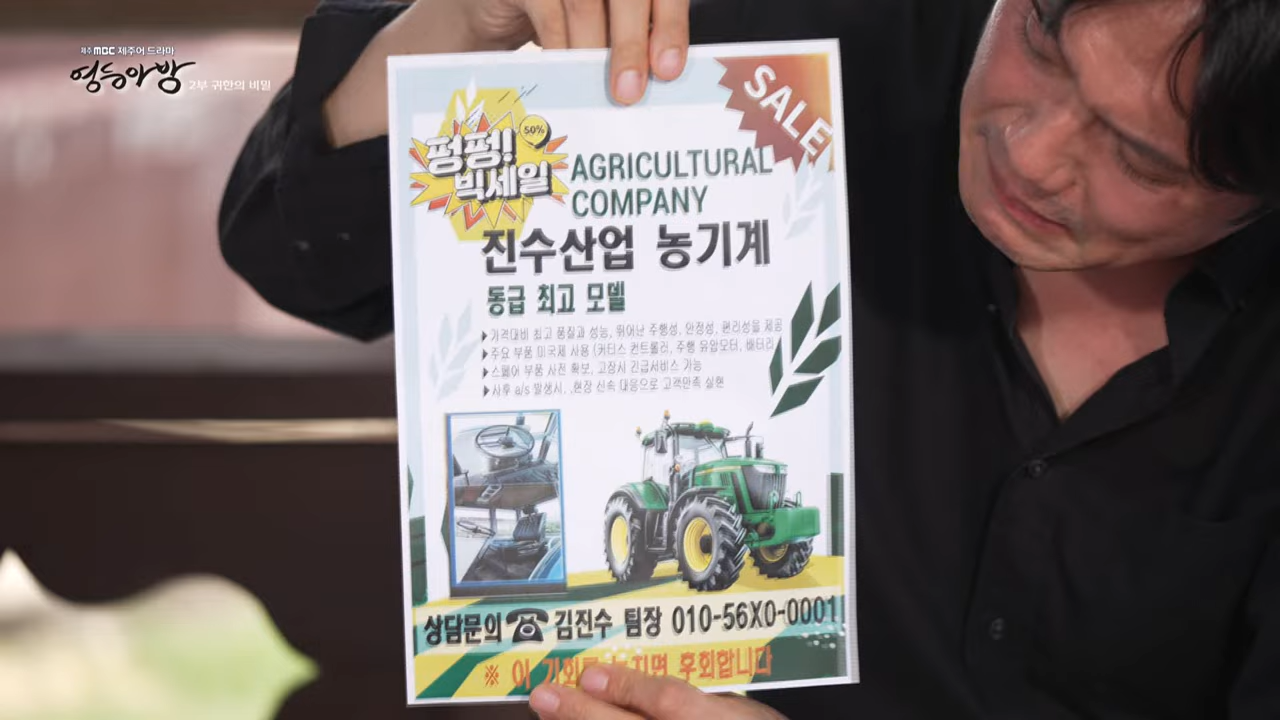 제주MBC 제주어 드라마
영등아방 2부 귀한의 비밀
SALE
50%
펑펑!
빅세일
AGRICULTURAL
COMPANY
진수산업 농기계
동급 최고 모델
▶가격대비 최고 품질과 성능, 뛰어난 주행성, 안정성, 편리성을 제공
▶주요 부품 미국제 사용 (커티스 컨트롤러, 주행 유압모터, 배터리
▶스페어 부품 사전 확보, 고장시 긴급서비스 가능
▶사후 a/s 발생시. ,현장 신속 대응으로 고객만족 실현
상담문의 ☎ 김진수 팀장 010-56X0-0001
※ 이 기회를 후회합니다